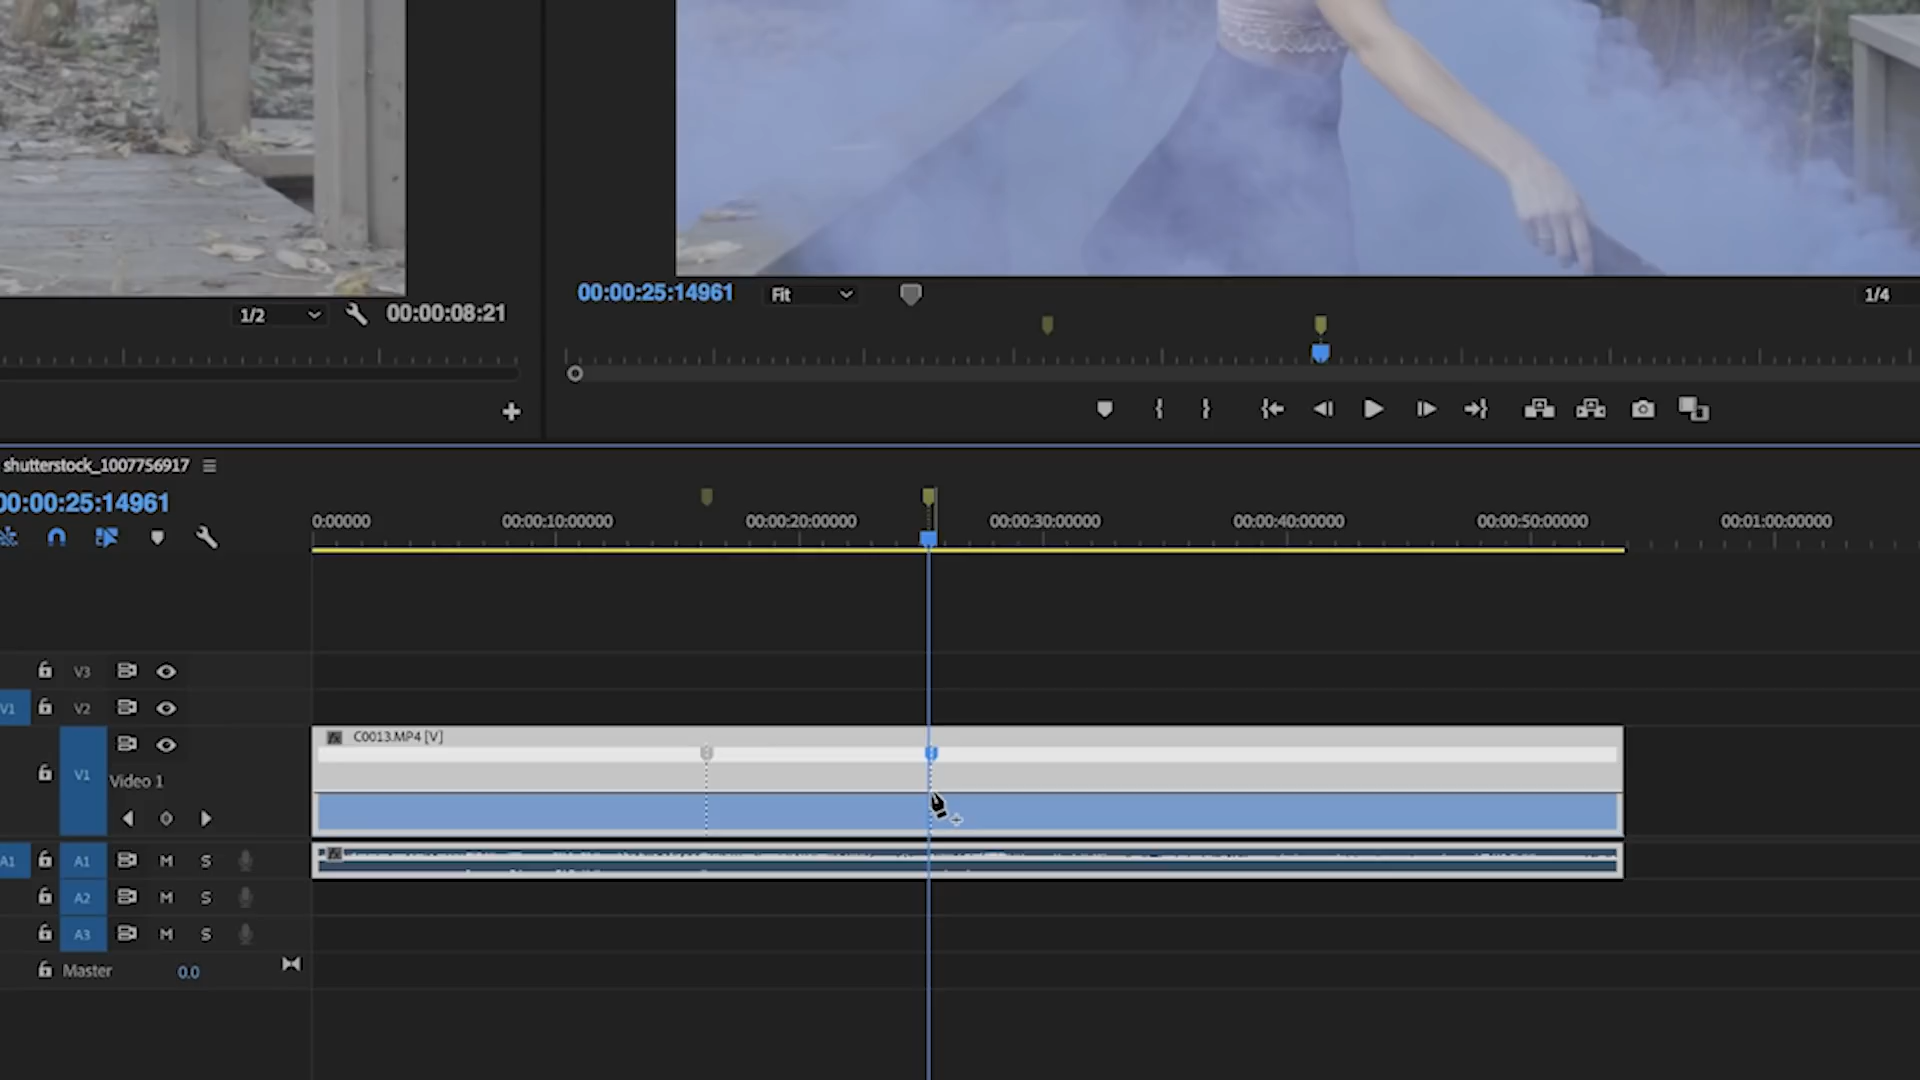 1/2
00:00:08:21
00:00:25:14961
Fit
1/4
shutterstock_1007756917
00:00:25:14961
0:00000
00:00:10:00000
00:00:20:00000
00:00:30:00000
00:00:40:00000
00:00:50:00000
00:01:00:00000
V3
V1
V2
fx
C0013.MP4 [V]
V1
Video 1
A1
A1
M
S
fx
A2
M
S
A3
M
S
Master
0.0